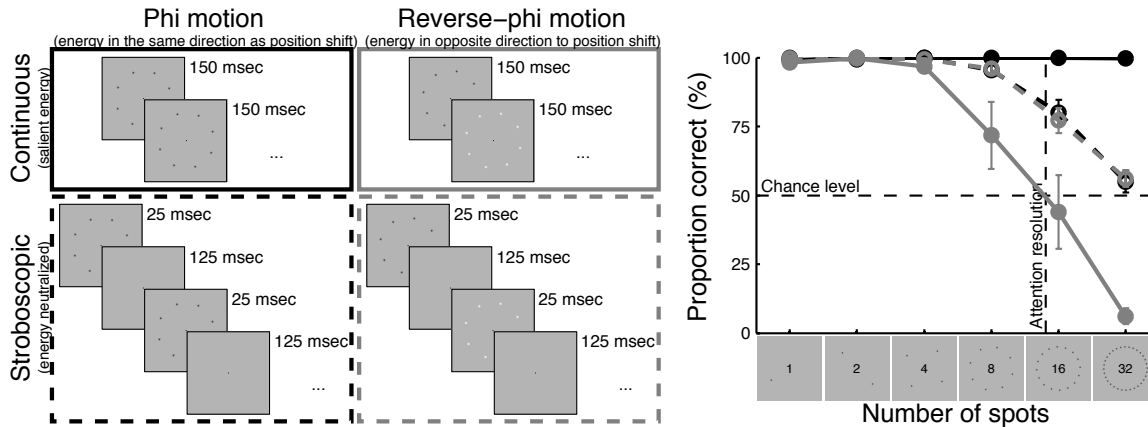 Phi motion
(energy in the same direction as position shift)
Reverse−phi motion
(energy in opposite direction to position shift)
Continuous
(salient energy)
150 msec
150 msec
...
150 msec
150 msec
...
Stroboscopic
(energy neutralized)
25 msec
125 msec
25 msec
125 msec
...
25 msec
125 msec
25 msec
125 msec
...
Proportion correct (%)
100
75
50
25
0
Chance level
Attention resolution
1 2 4 8 16 32
Number of spots